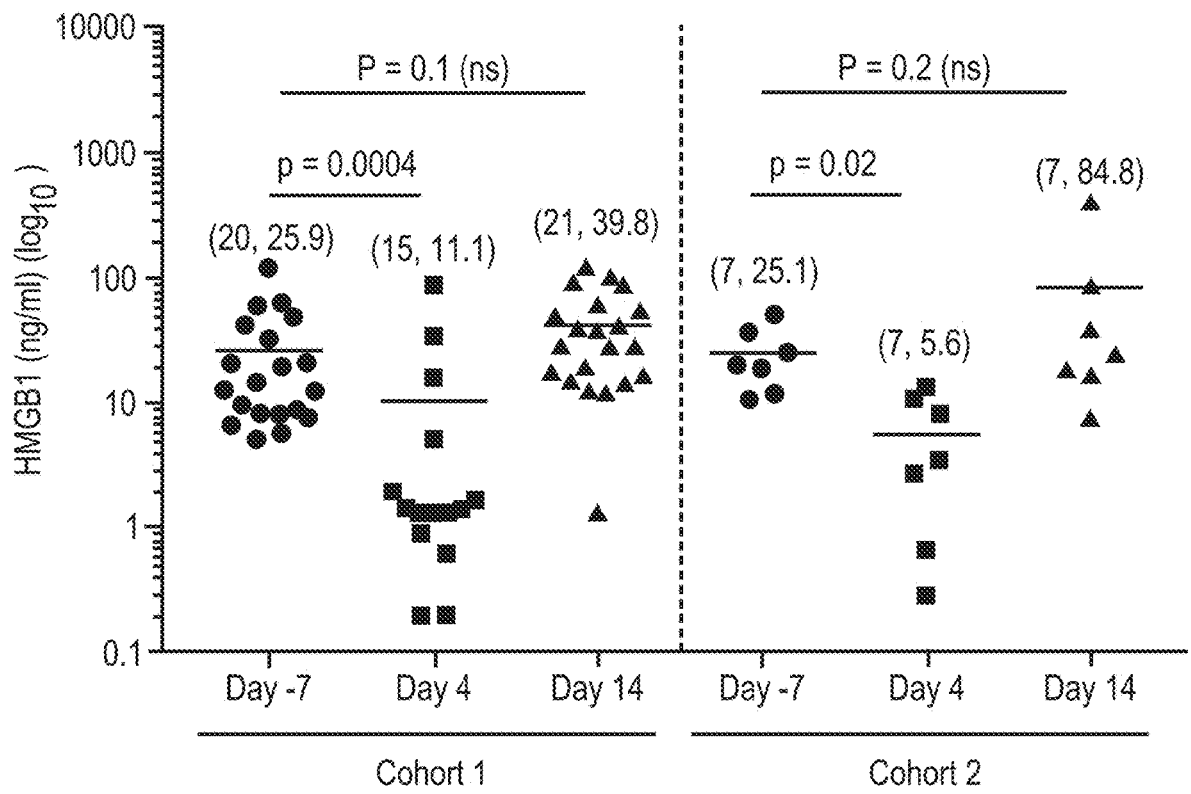 10000
1000
100
10
1
0.1
HMGB1 (ng/ml) (log10)
P = 0.1 (ns)
p = 0.0004
(20, 25.9)
(15, 11.1)
(21, 39.8)
P = 0.2 (ns)
p = 0.02
(7, 25.1)
(7, 5.6)
(7, 84.8)
Day -7
Day 4
Day 14
Day -7
Day 4
Day 14
Cohort 1
Cohort 2